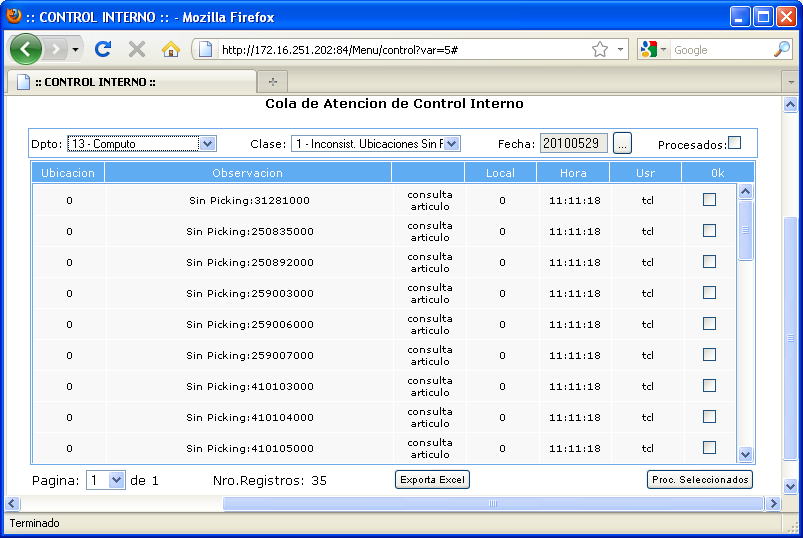 :: CONTROL INTERNO :: - Mozilla Firefox
http://172.16.251.202:84/Menu/control?var=5#
Google
:: CONTROL INTERNO ::
Cola de Atencion de Control Interno
Dpto: 13 - Computo Clase: 1 - Inconsist. Ubicaciones Sin F Fecha: 20100529 ... Procesados:
Ubicacion Observacion Local Hora Usr Ok
0 Sin Picking:31281000 consulta articulo 0 11:11:18 tcl
0 Sin Picking:250835000 consulta articulo 0 11:11:18 tcl
0 Sin Picking:250892000 consulta articulo 0 11:11:18 tcl
0 Sin Picking:259003000 consulta articulo 0 11:11:18 tcl
0 Sin Picking:259006000 consulta articulo 0 11:11:18 tcl
0 Sin Picking:259007000 consulta articulo 0 11:11:18 tcl
0 Sin Picking:410103000 consulta articulo 0 11:11:18 tcl
0 Sin Picking:410104000 consulta articulo 0 11:11:18 tcl
0 Sin Picking:410105000 consulta articulo 0 11:11:18 tcl
Pagina: 1 de 1 Nro.Registros: 35 Exporta Excel Proc. Seleccionados
Terminado